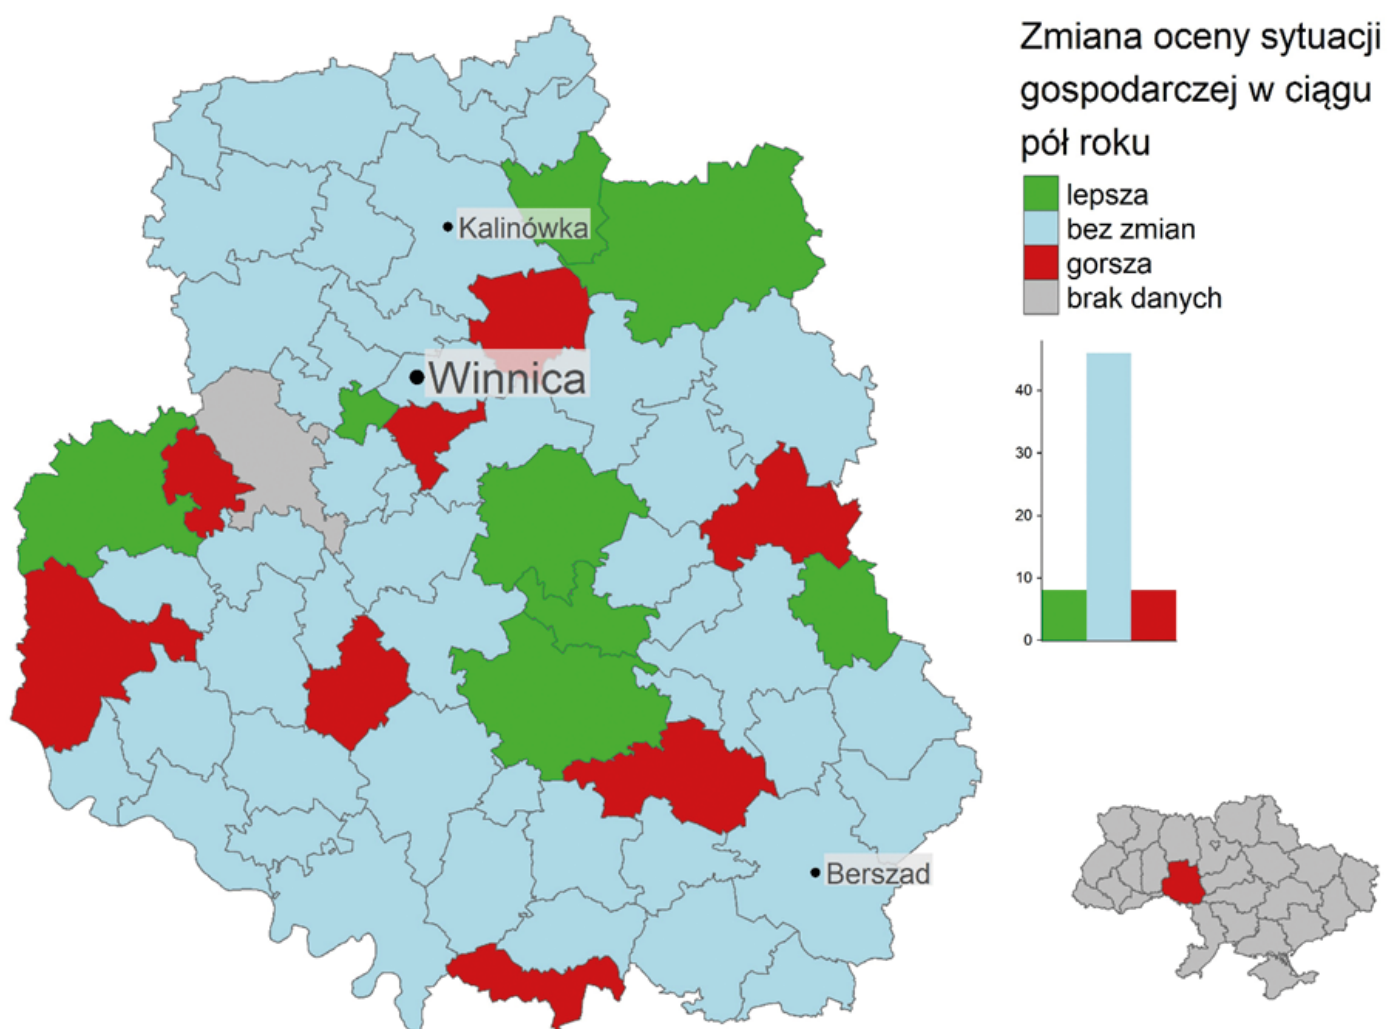 Zmiana oceny sytuacji
gospodarczej w ciągu
pół roku
lepsza
bez zmian
gorsza
brak danych
Kalinówka
Winnica
Berszad
40
30
20
10
0